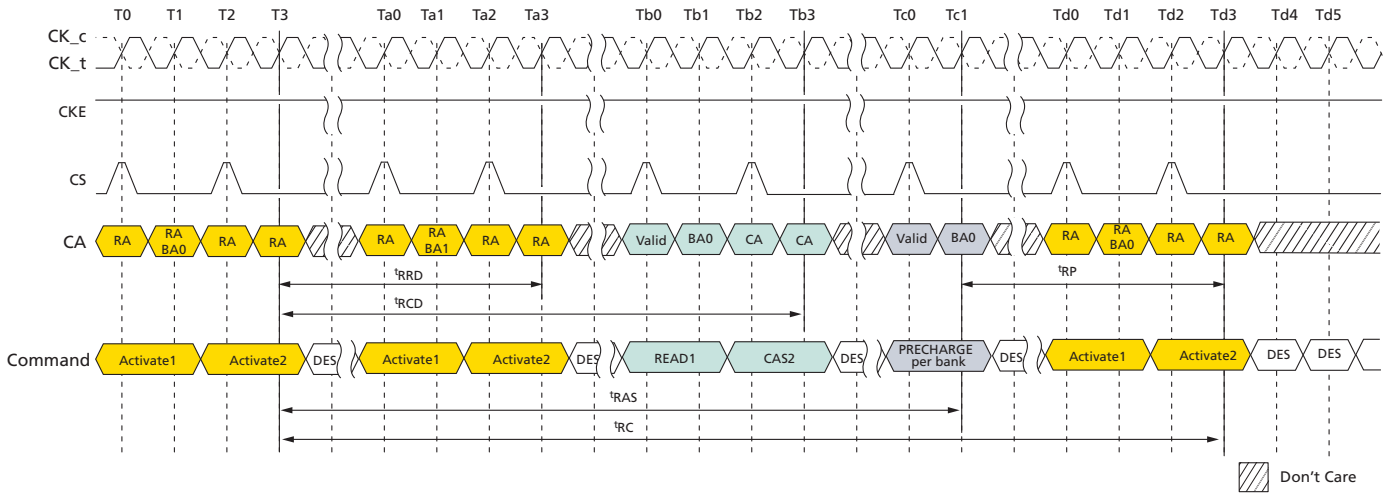 T0 T1 T2 T3 Ta0 Ta1 Ta2 Ta3 Tb0 Tb1 Tb2 Tb3 Tc0 Tc1 Td0 Td1 Td2 Td3 Td4 Td5
CK_c
CK_t
CKE
CS
CA RA RA BA0 RA RA RA RA BA1 RA RA Valid BA0 CA CA Valid BA0 RA RA BA0 RA RA
tRRD tRP
tRCD
Command Activate1 Activate2 DES Activate1 Activate2 DES READ1 CAS2 DES PRECHARGE per bank DES Activate1 Activate2 DES DES
tRAS
tRC
Don't Care